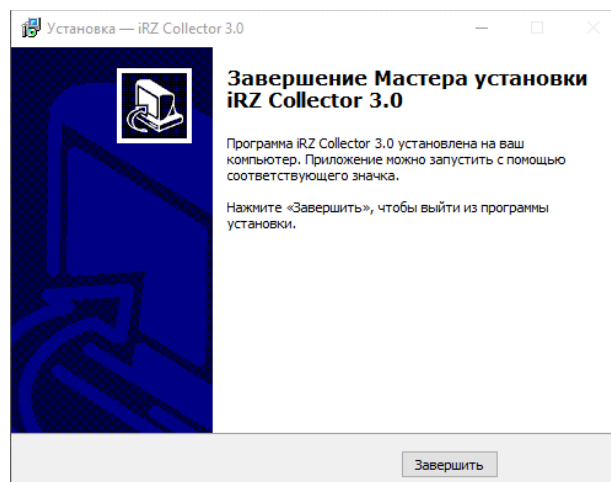 Установка — iRZ Collector 3.0
Завершение Мастера установки
iRZ Collector 3.0
Программа iRZ Collector 3.0 установлена на ваш
компьютер. Приложение можно запустить с помощью
соответствующего значка.
Нажмите «Завершить», чтобы выйти из программы
установки.
Завершить